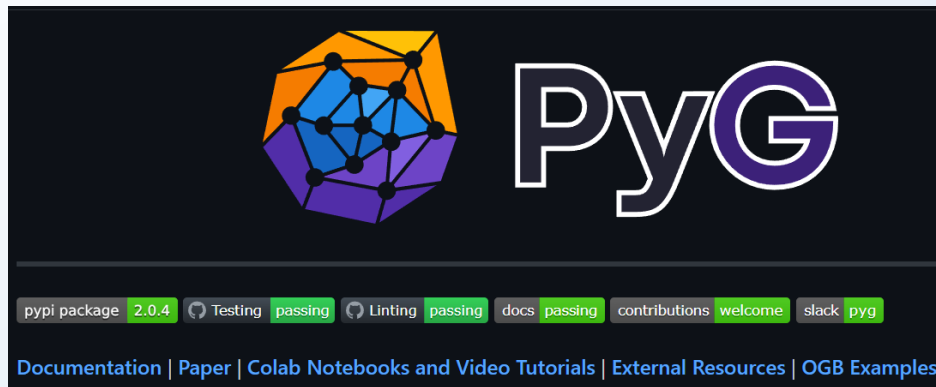 PyG
pypi package 2.0.4 Testing passing Linting passing docs passing contributions welcome slack pyg
Documentation | Paper | Colab Notebooks and Video Tutorials | External Resources | OGB Examples